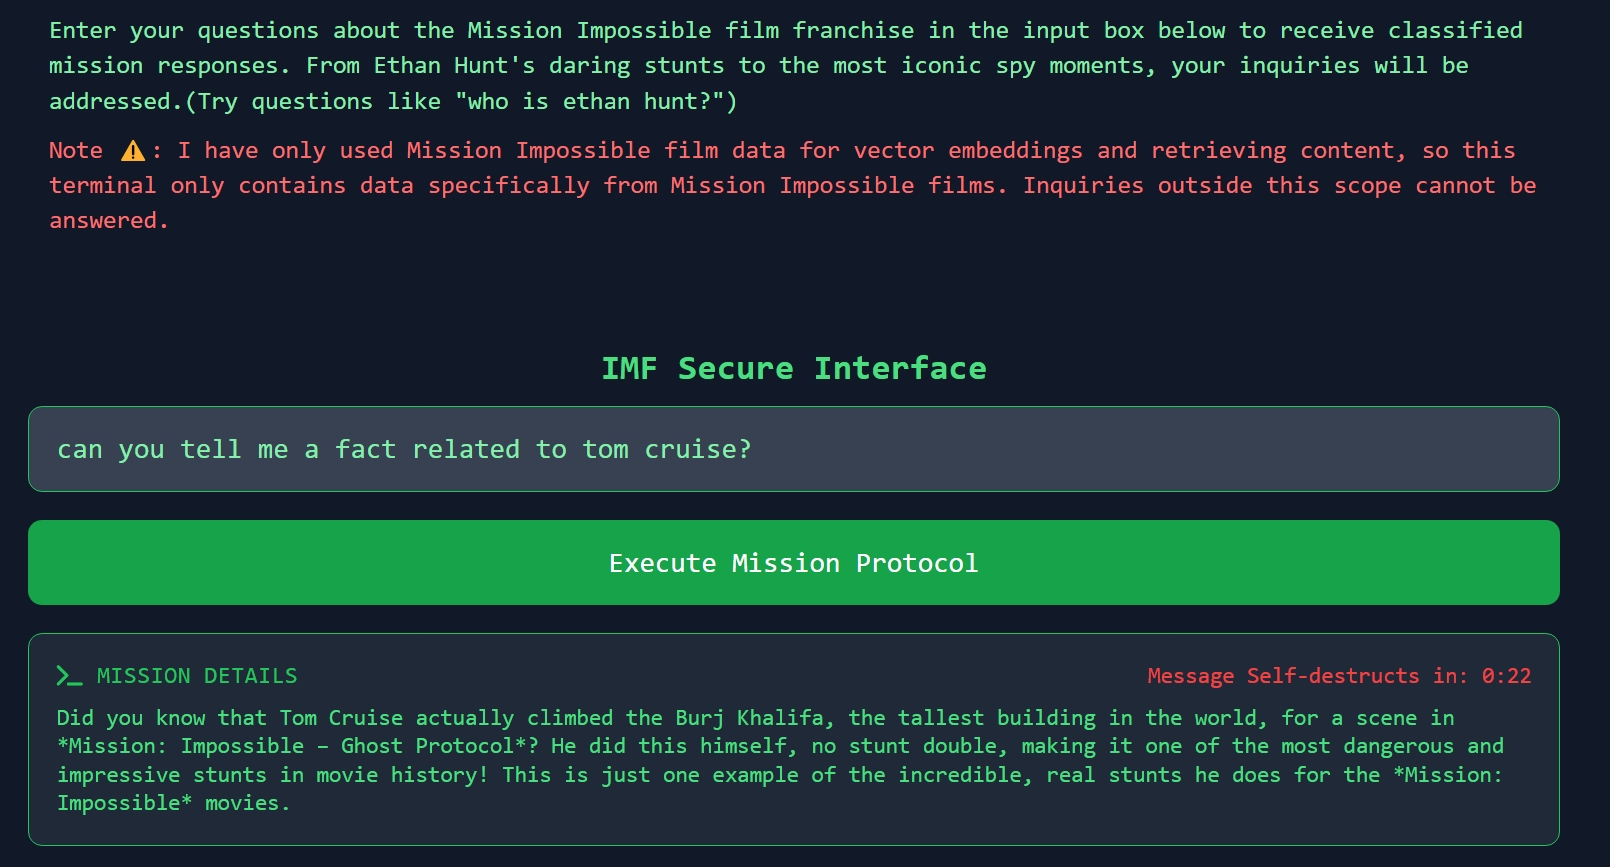 Enter your questions about the Mission Impossible film franchise in the input box below to receive classified
mission responses. From Ethan Hunt's daring stunts to the most iconic spy moments, your inquiries will be
addressed.(Try questions like "who is ethan hunt?")
Note ⚠️: I have only used Mission Impossible film data for vector embeddings and retrieving content, so this
terminal only contains data specifically from Mission Impossible films. Inquiries outside this scope cannot be
answered.
IMF Secure Interface
can you tell me a fact related to tom cruise?
Execute Mission Protocol
MISSION DETAILS
Message Self-destructs in: 0:22
Did you know that Tom Cruise actually climbed the Burj Khalifa, the tallest building in the world, for a scene in
*Mission: Impossible – Ghost Protocol*? He did this himself, no stunt double, making it one of the most dangerous and
impressive stunts in movie history! This is just one example of the incredible, real stunts he does for the *Mission:
Impossible* movies.